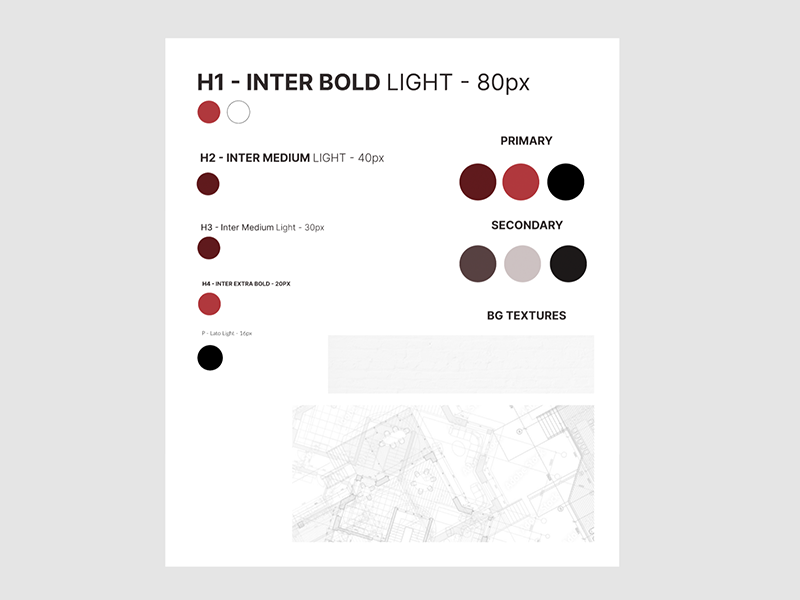 H1 - INTER BOLD LIGHT - 80px
PRIMARY
H2 - INTER MEDIUM LIGHT - 40px
SECONDARY
H3 - Inter Medium Light - 30px
H4 - INTER EXTRA BOLD - 20PX
BG TEXTURES
P - Lato Light - 16px